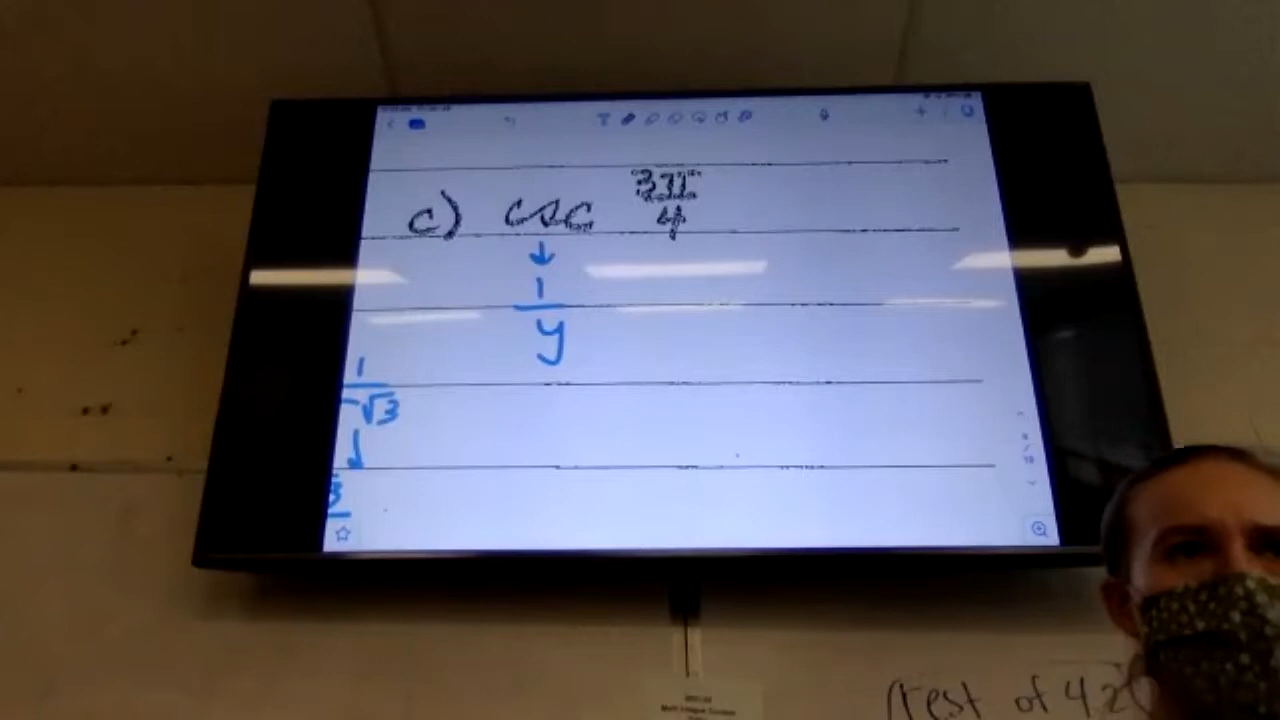 c) csc 3π/4
↓
1/y
1/-√3
↓
3
(rest of 4.2